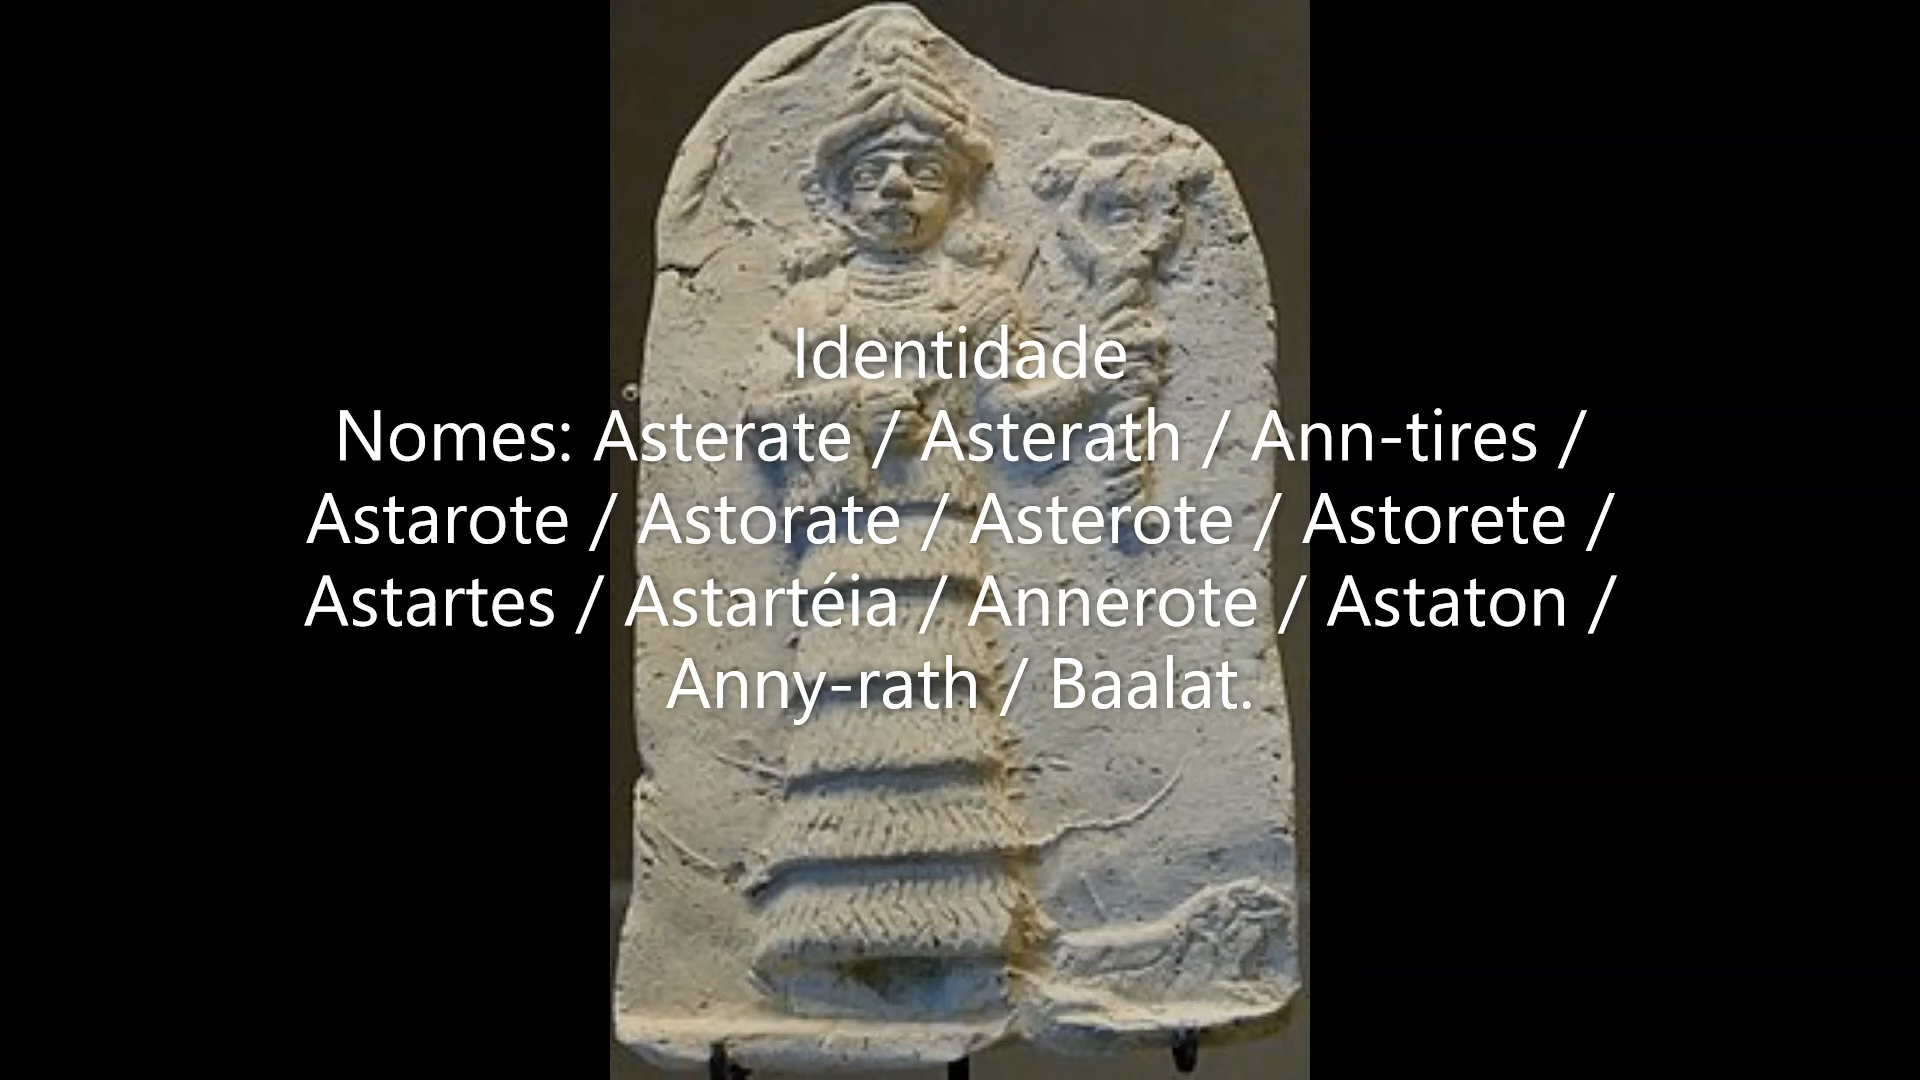 Identidade
Nomes: Asterate / Asterath / Ann-tires /
Astarote / Astorate / Asterote / Astorete /
Astartes / Astartéia / Annerote / Astaton /
Anny-rath / Baalat.